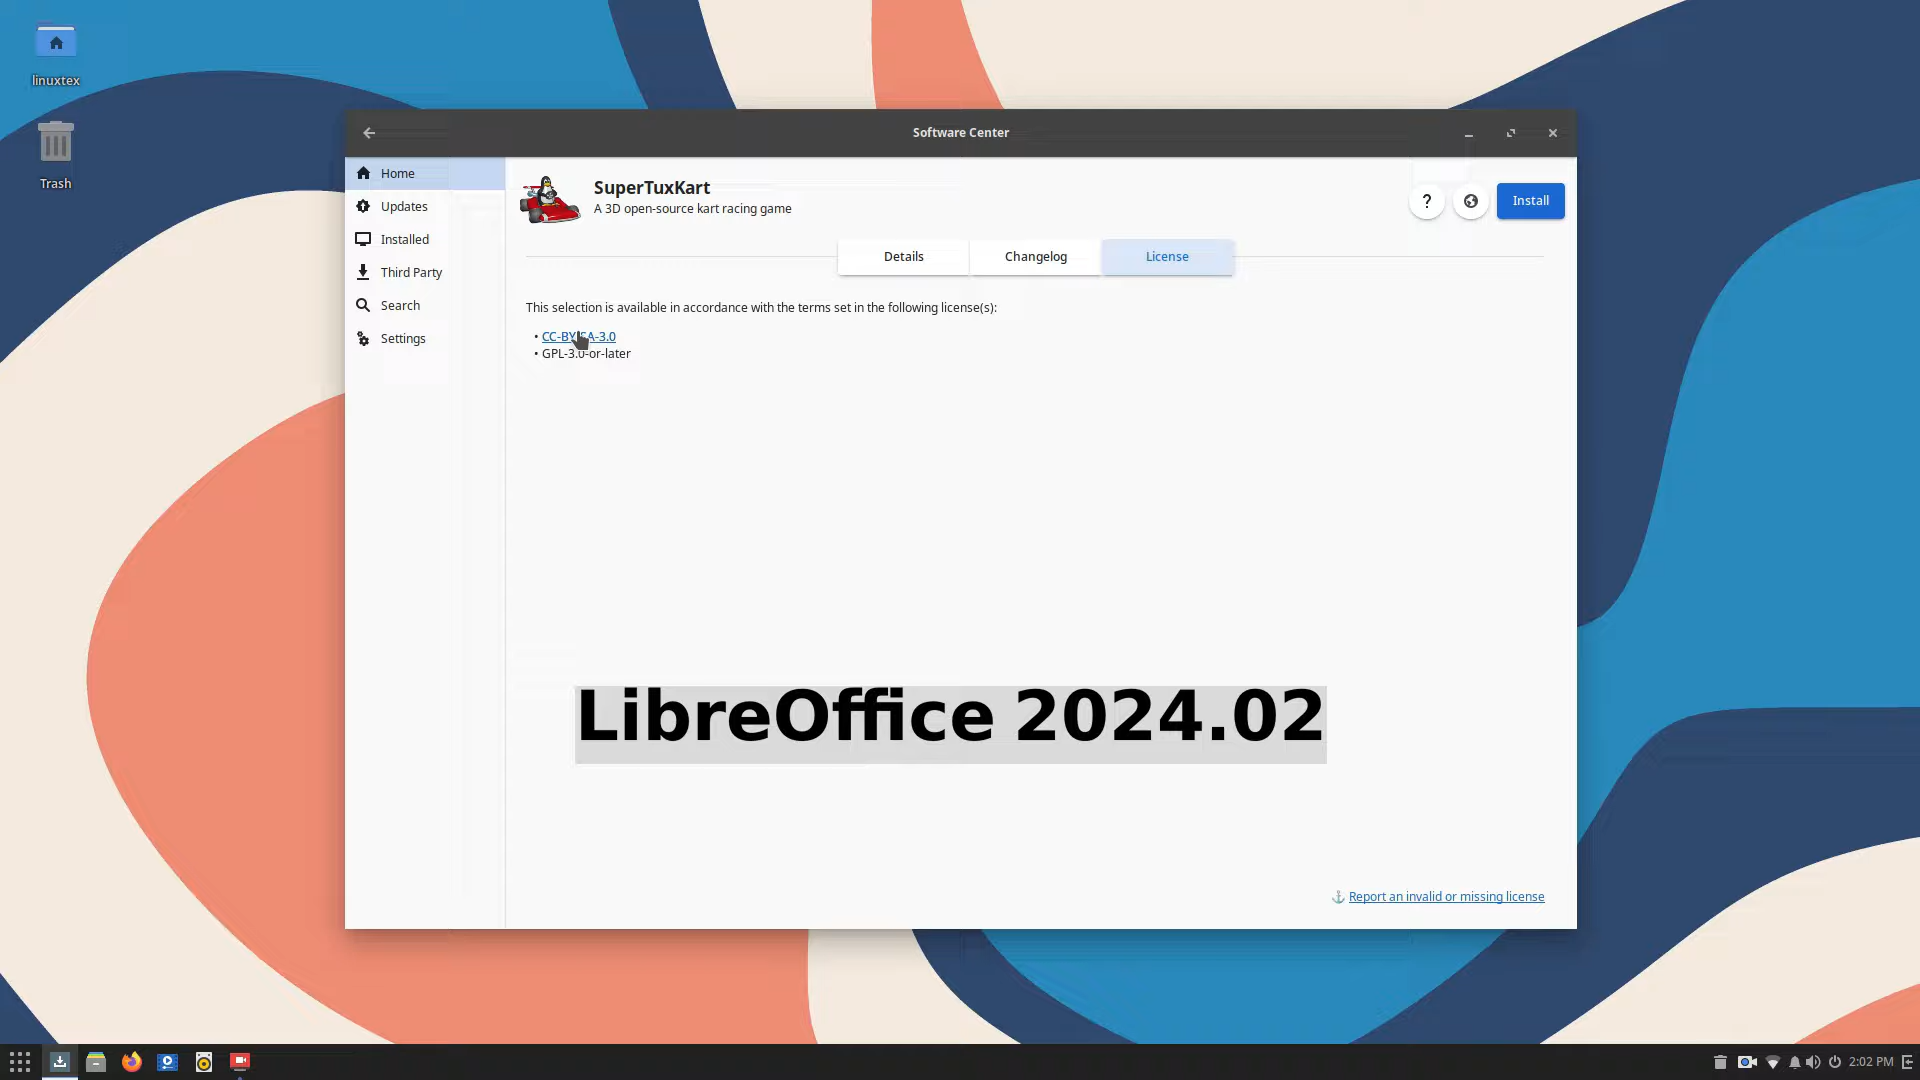 linuxtex
Trash
Software Center
Home
Updates
Installed
Third Party
Search
Settings
SuperTuxKart
A 3D open-source kart racing game
?
Install
Details
Changelog
License
This selection is available in accordance with the terms set in the following license(s):
• CC-BY-SA-3.0
• GPL-3.0-or-later
LibreOffice 2024.02
Report an invalid or missing license
2:02 PM